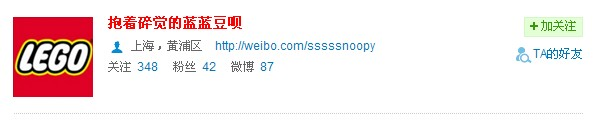 LEGO
抱着碎觉的蓝蓝豆呗
+加关注
上海，黄浦区 http://weibo.com/sssssnoopy
TA的好友
关注 348 粉丝 42 微博 87